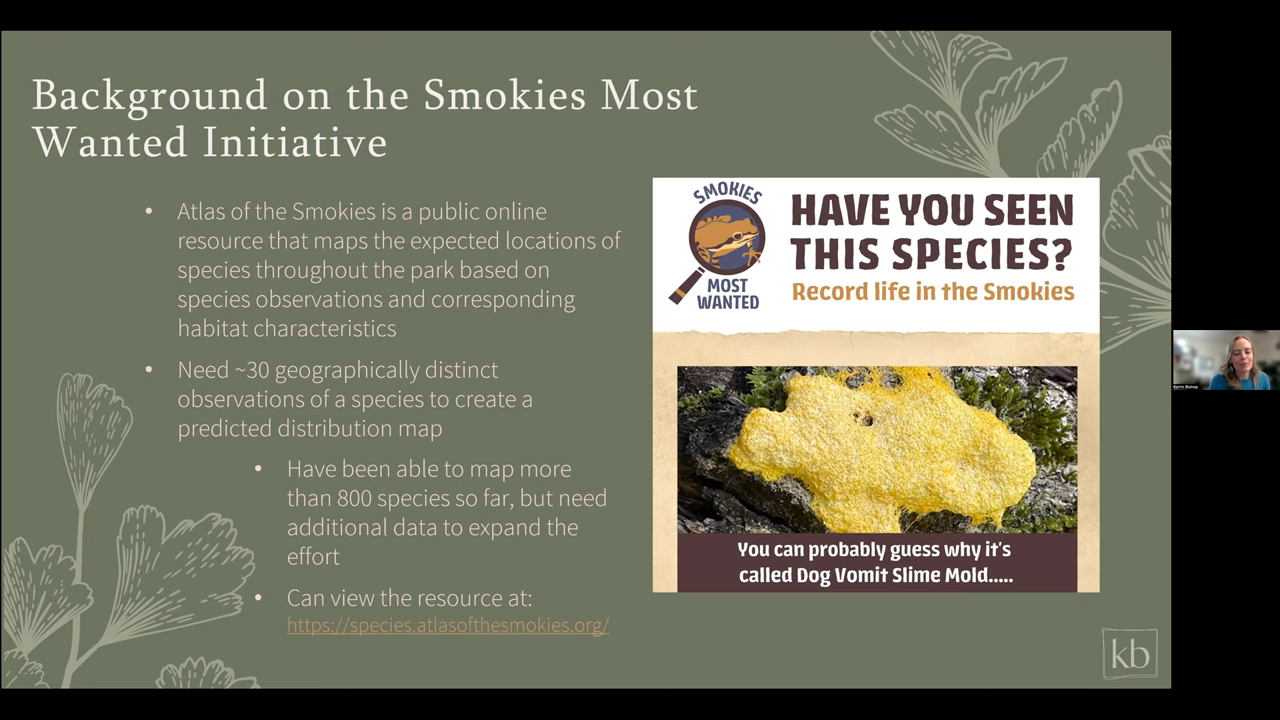 Background on the Smokies Most
Wanted Initiative
• Atlas of the Smokies is a public online
resource that maps the expected locations of
species throughout the park based on
species observations and corresponding
habitat characteristics
• Need ~30 geographically distinct
observations of a species to create a
predicted distribution map
• Have been able to map more
than 800 species so far, but need
additional data to expand the
effort
• Can view the resource at:
https://species.atlasofthesmokies.org/
SMOKIES
MOST
WANTED
HAVE YOU SEEN
THIS SPECIES?
Record life in the Smokies
You can probably guess why it's
called Dog Vomit Slime Mold.....
kb
Kerrin Bishop